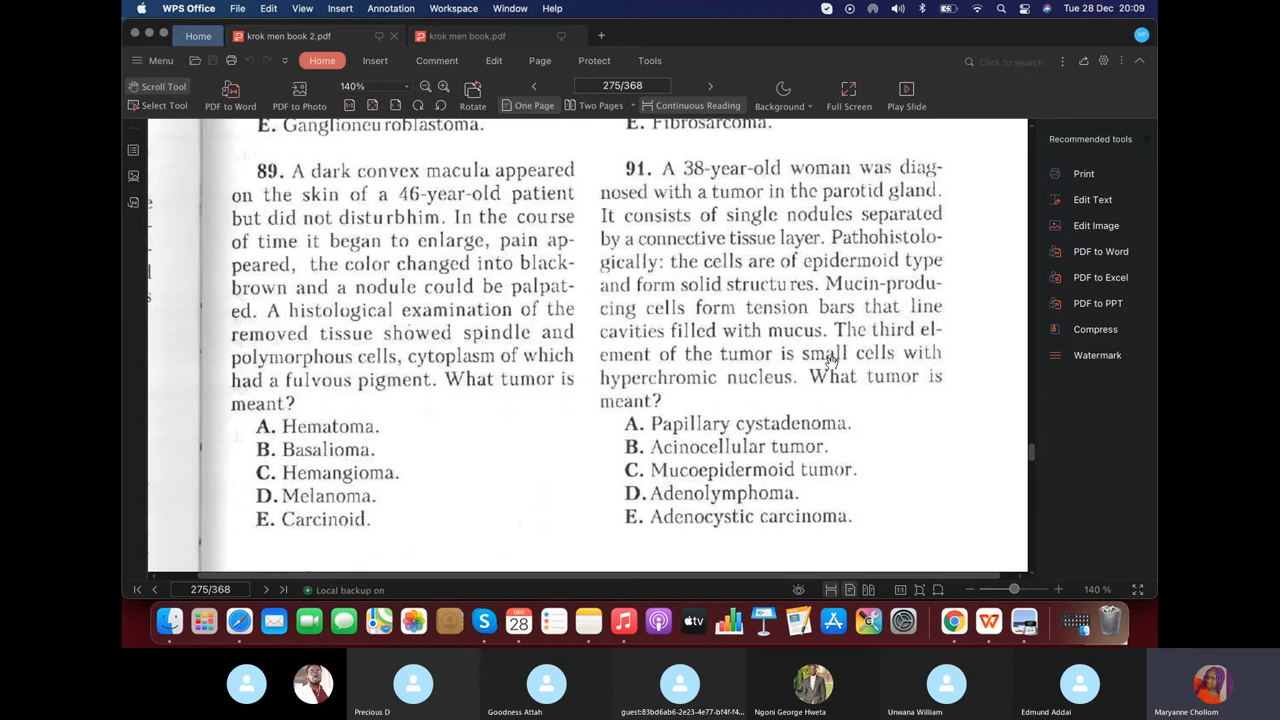 WPS Office File Edit View Insert Annotation Workspace Window Help Tue 28 Dec 20:09
Home krok men book 2.pdf krok men book.pdf WP
Menu Home Insert Comment Edit Page Protect Tools Click to search
Scroll Tool
Select Tool
PDF to Word PDF to Photo 140% Rotate 275/368
One Page Two Pages Continuous Reading Background Full Screen Play Slide
E. Ganglioneuroblastoma.
89. A dark convex macula appeared
on the skin of a 46-year-old patient
but did not disturbhim. In the course
of time it began to enlarge, pain ap-
peared, the color changed into black-
brown and a nodule could be palpat-
ed. A histological examination of the
removed tissue showed spindle and
polymorphous cells, cytoplasm of which
had a fulvous pigment. What tumor is
meant?
A. Hematoma.
B. Basalioma.
C. Hemangioma.
D. Melanoma.
E. Carcinoid.
E. Fibrosarcoma.
91. A 38-year-old woman was diag-
nosed with a tumor in the parotid gland.
It consists of single nodules separated
by a connective tissue layer. Pathohistolo-
gically: the cells are of epidermoid type
and form solid structures. Mucin-produ-
cing cells form tension bars that line
cavities filled with mucus. The third el-
ement of the tumor is small cells with
hyperchromic nucleus. What tumor is
meant?
A. Papillary cystadenoma.
B. Acinocellular tumor.
C. Mucoepidermoid tumor.
D. Adenolymphoma.
E. Adenocystic carcinoma.
Recommended tools
Print
Edit Text
Edit Image
PDF to Word
PDF to Excel
PDF to PPT
Compress
Watermark
275/368 Local backup on 140 %
DEC
28
tv
Precious D
Goodness Attah
guest:83bd6ab6-2e23-4e77-bf4f-f4...
Ngoni George Hweta
Unwana William
Edmund Addai
Maryanne Chollom